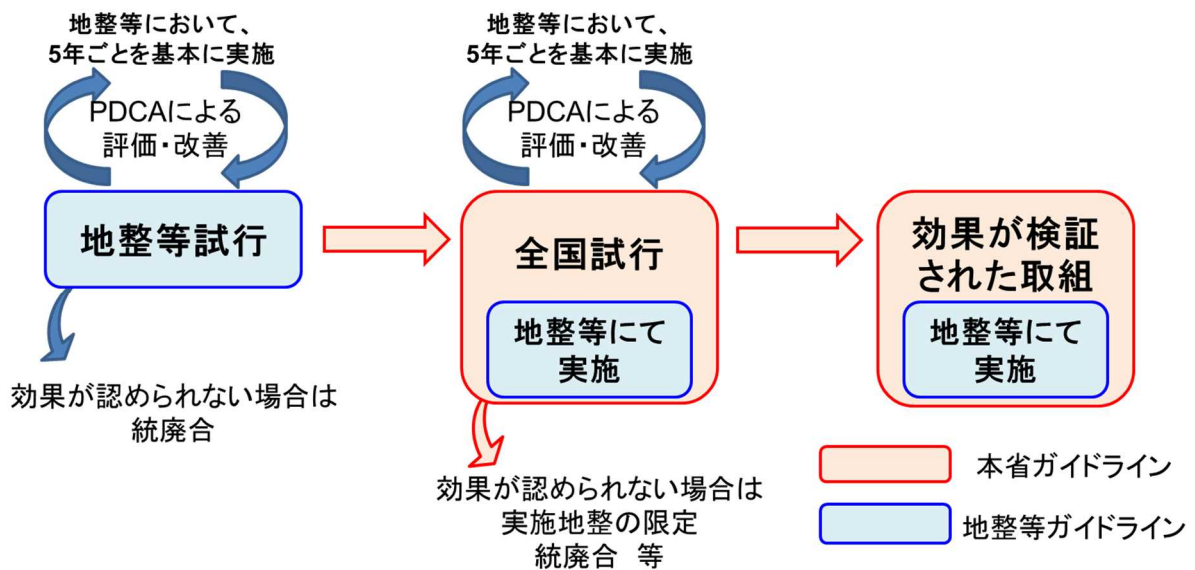 地整等において、
5年ごとを基本に実施
PDCAによる
評価・改善
地整等試行
効果が認められない場合は
統廃合
地整等において、
5年ごとを基本に実施
PDCAによる
評価・改善
全国試行
地整等にて
実施
効果が認められない場合は
実施地整の限定
統廃合 等
効果が検証
された取組
地整等にて
実施
本省ガイドライン
地整等ガイドライン